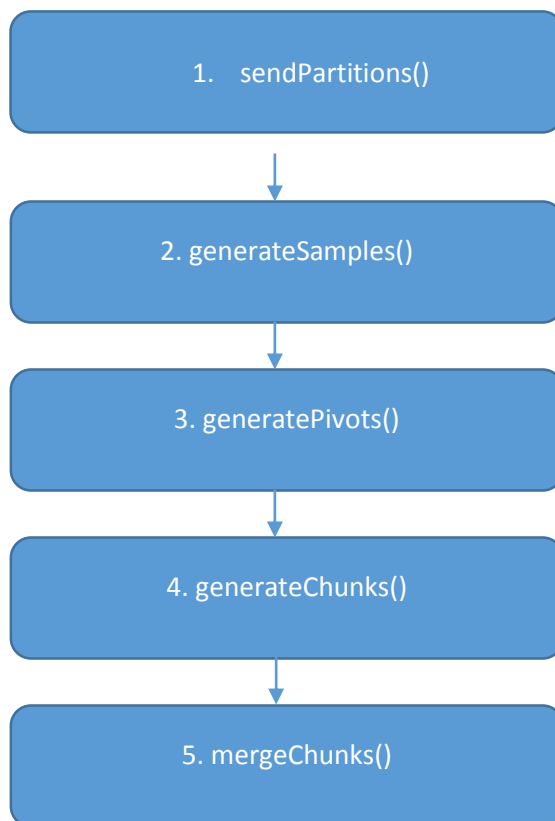 1. sendPartitions()
2. generateSamples()
3. generatePivots()
4. generateChunks()
5. mergeChunks()